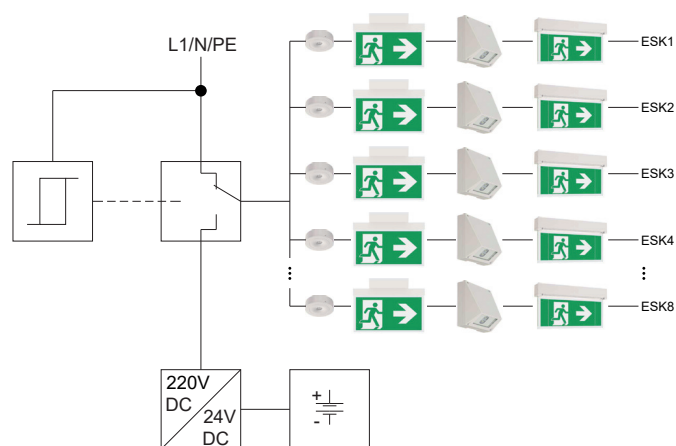 L1/N/PE
ESK1
ESK2
ESK3
ESK4
ESK8
220V
DC
24V
DC
+
-